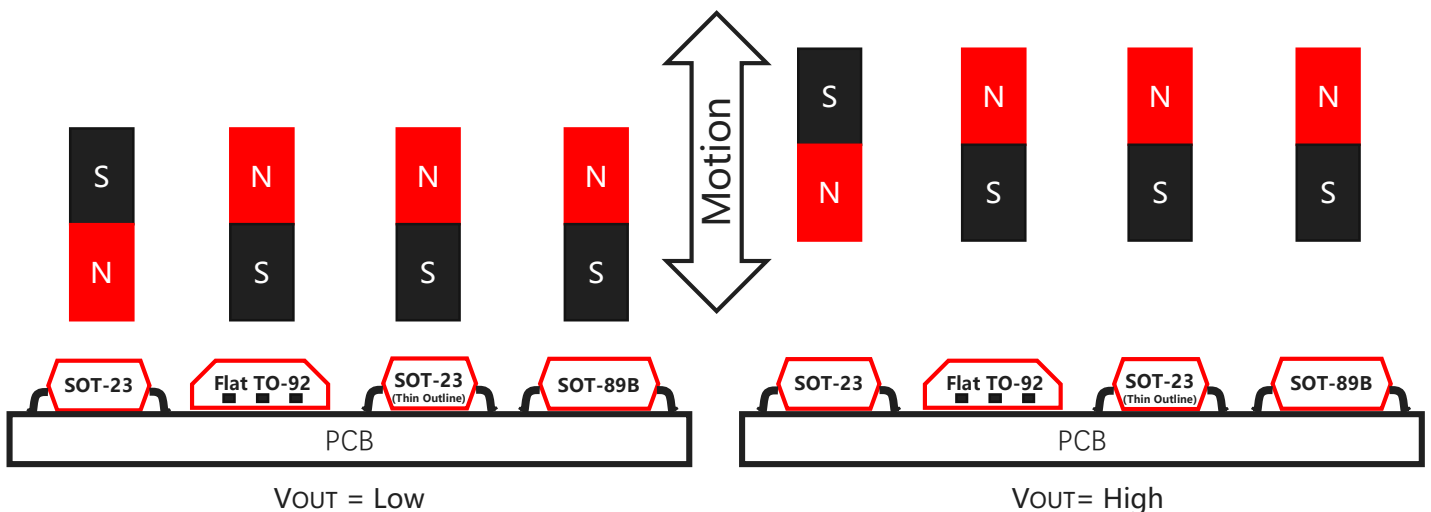 S N N N
N S S S
Motion
S N N N
N S S S
SOT-23 Flat TO-92 SOT-23 (Thin Outline) SOT-89B
PCB
VOUT = Low
SOT-23 Flat TO-92 SOT-23 (Thin Outline) SOT-89B
PCB
VOUT= High